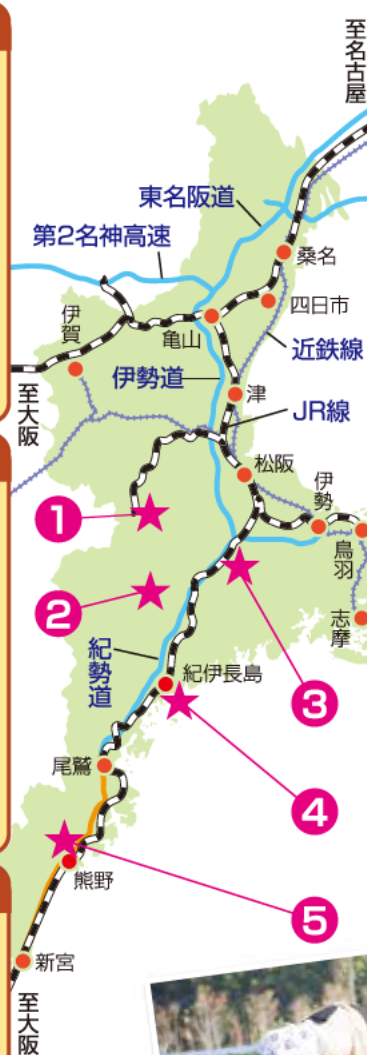 至名古屋
東名阪道
第2名神高速
桑名
四日市
伊賀
亀山
近鉄線
至大阪
伊勢道
津
JR線
松阪
伊勢
鳥羽
志摩
1
2
3
紀勢道
紀伊長島
4
尾鷲
熊野
5
新宮
至大阪